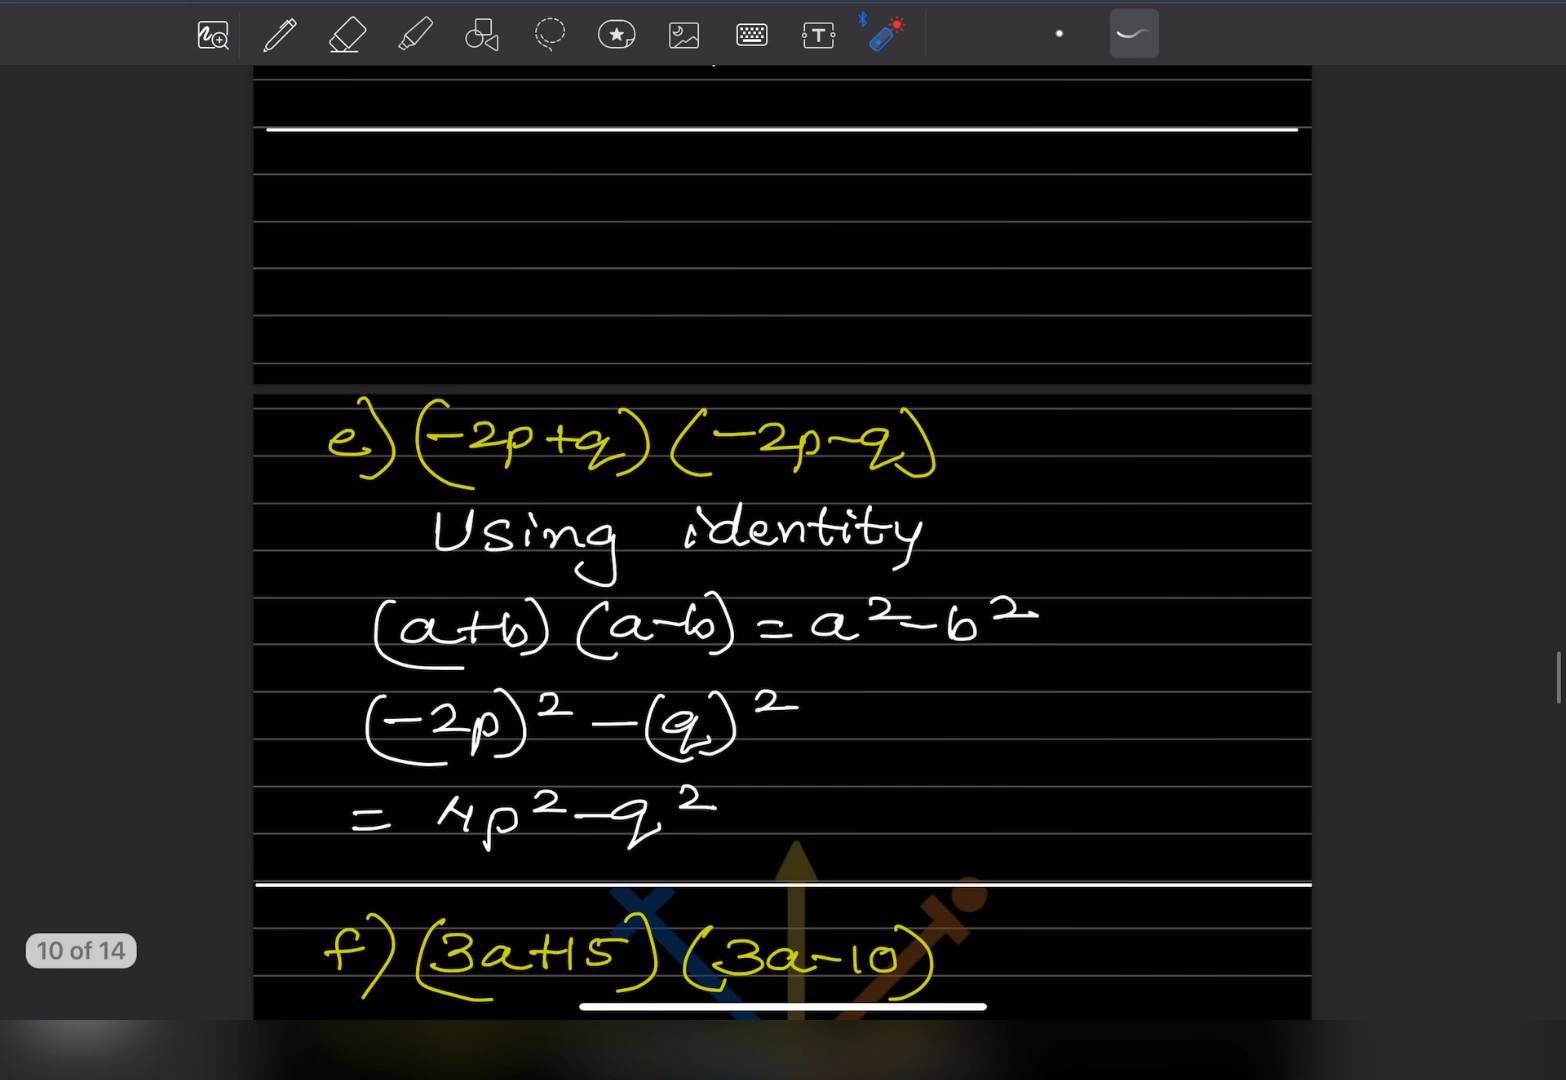 e) (-2p+q) (-2p-q)
Using identity
(a+b) (a-b) = a²-b²
(-2p)² - (q)²
= 4p²-q²
f) (3a+15) (3a-10)
10 of 14